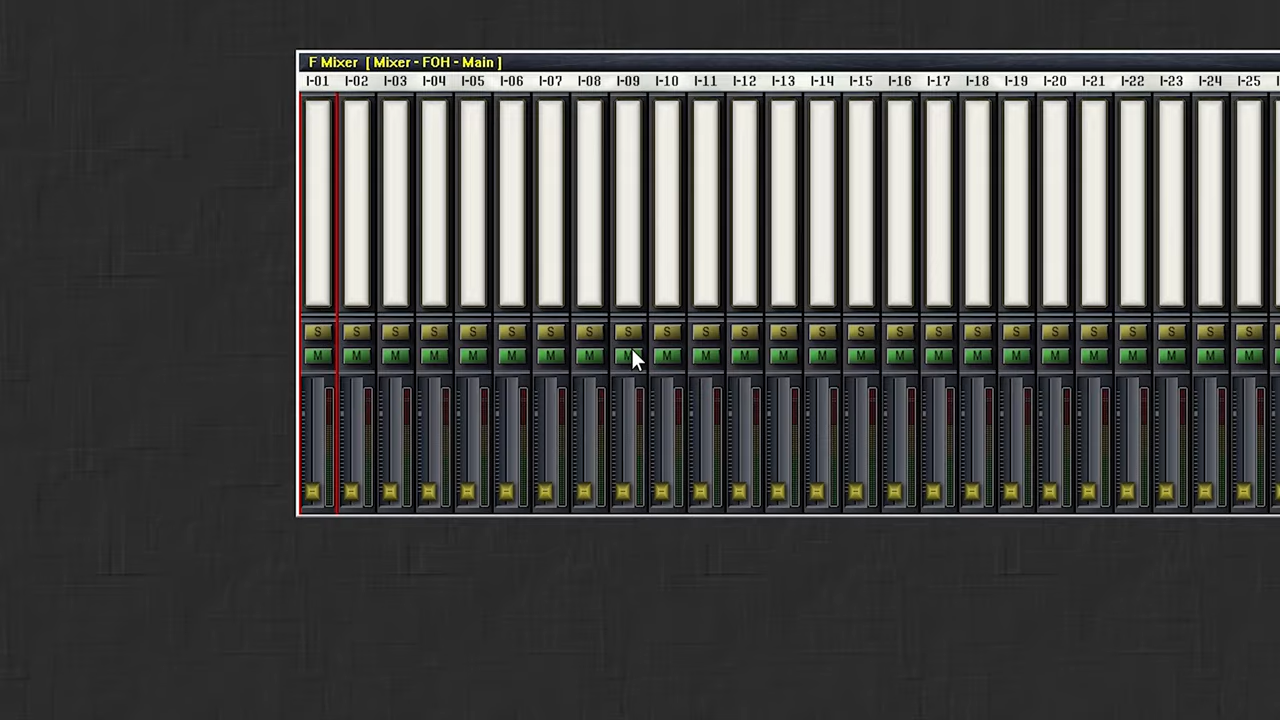 F Mixer [ Mixer - FOH - Main ]
I-01 I-02 I-03 I-04 I-05 I-06 I-07 I-08 I-09 I-10 I-11 I-12 I-13 I-14 I-15 I-16 I-17 I-18 I-19 I-20 I-21 I-22 I-23 I-24 I-25
S S S S S S S S S S S S S S S S S S S S S S S S S
M M M M M M M M M M M M M M M M M M M M M M M M M